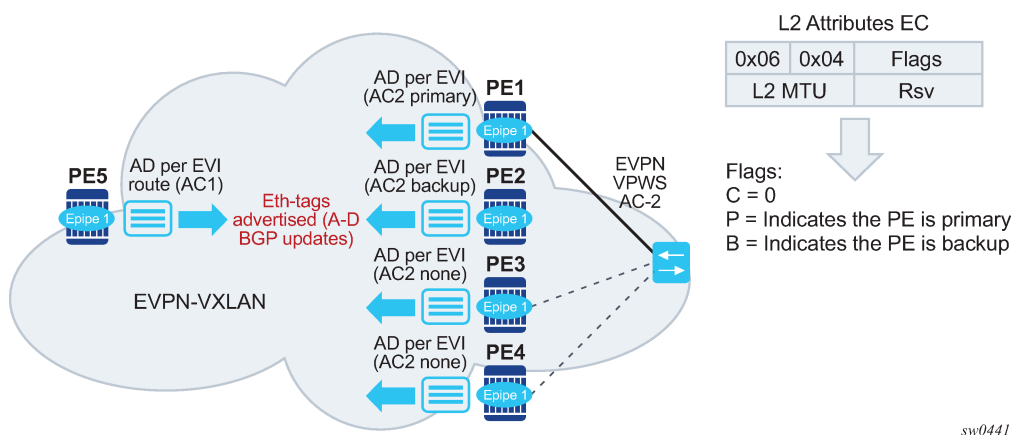 L2 Attributes EC
0x06 0x04 Flags
L2 MTU Rsv
Flags:
C = 0
P = Indicates the PE is primary
B = Indicates the PE is backup
AD per EVI
(AC2 primary)
PE1
Epipe 1
AD per EVI
(AC2 backup)
PE2
Epipe 1
AD per EVI
(AC2 none)
PE3
Epipe 1
AD per EVI
(AC2 none)
PE4
Epipe 1
PE5
Epipe 1
AD per EVI
route (AC1)
Eth-tags
advertised (A-D
BGP updates)
EVPN-VXLAN
EVPN
VPWS
AC-2
sw0441